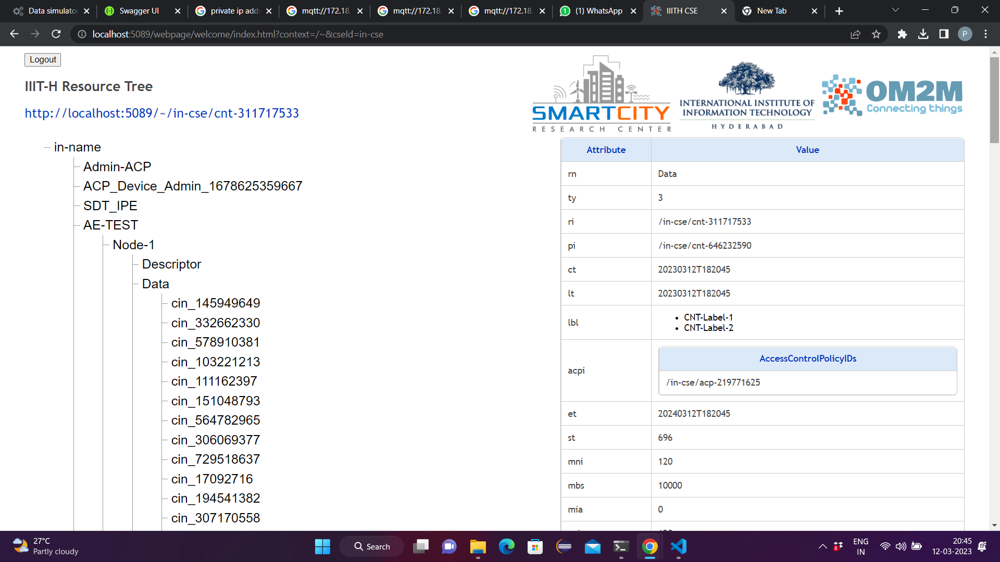 Data simulator
Swagger UI
private ip addr
mqtt://172.18.
mqtt://172.18.
mqtt://172.18.
(1) WhatsApp
IIITH CSE
New Tab
localhost:5089/webpage/welcome/index.html?context=/~&cseId=in-cse
P
Logout
IIIT-H Resource Tree
http://localhost:5089/~/in-cse/cnt-311717533
SMARTCITY
RESEARCH CENTER
INTERNATIONAL INSTITUTE OF
INFORMATION TECHNOLOGY
HYDERABAD
OM2M
Connecting things
in-name
Admin-ACP
ACP_Device_Admin_1678625359667
SDT_IPE
AE-TEST
Node-1
Descriptor
Data
cin_145949649
cin_332662330
cin_578910381
cin_103221213
cin_111162397
cin_151048793
cin_564782965
cin_306069377
cin_729518637
cin_17092716
cin_194541382
cin_307170558
Attribute Value
rn Data
ty 3
ri /in-cse/cnt-311717533
pi /in-cse/cnt-646232590
ct 20230312T182045
lt 20230312T182045
lbl
CNT-Label-1
CNT-Label-2
acpi
AccessControlPolicyIDs
/in-cse/acp-219771625
et 20240312T182045
st 696
mni 120
mbs 10000
mia 0
27°C
Partly cloudy
Search
3
ENG
IN
20:45
12-03-2023